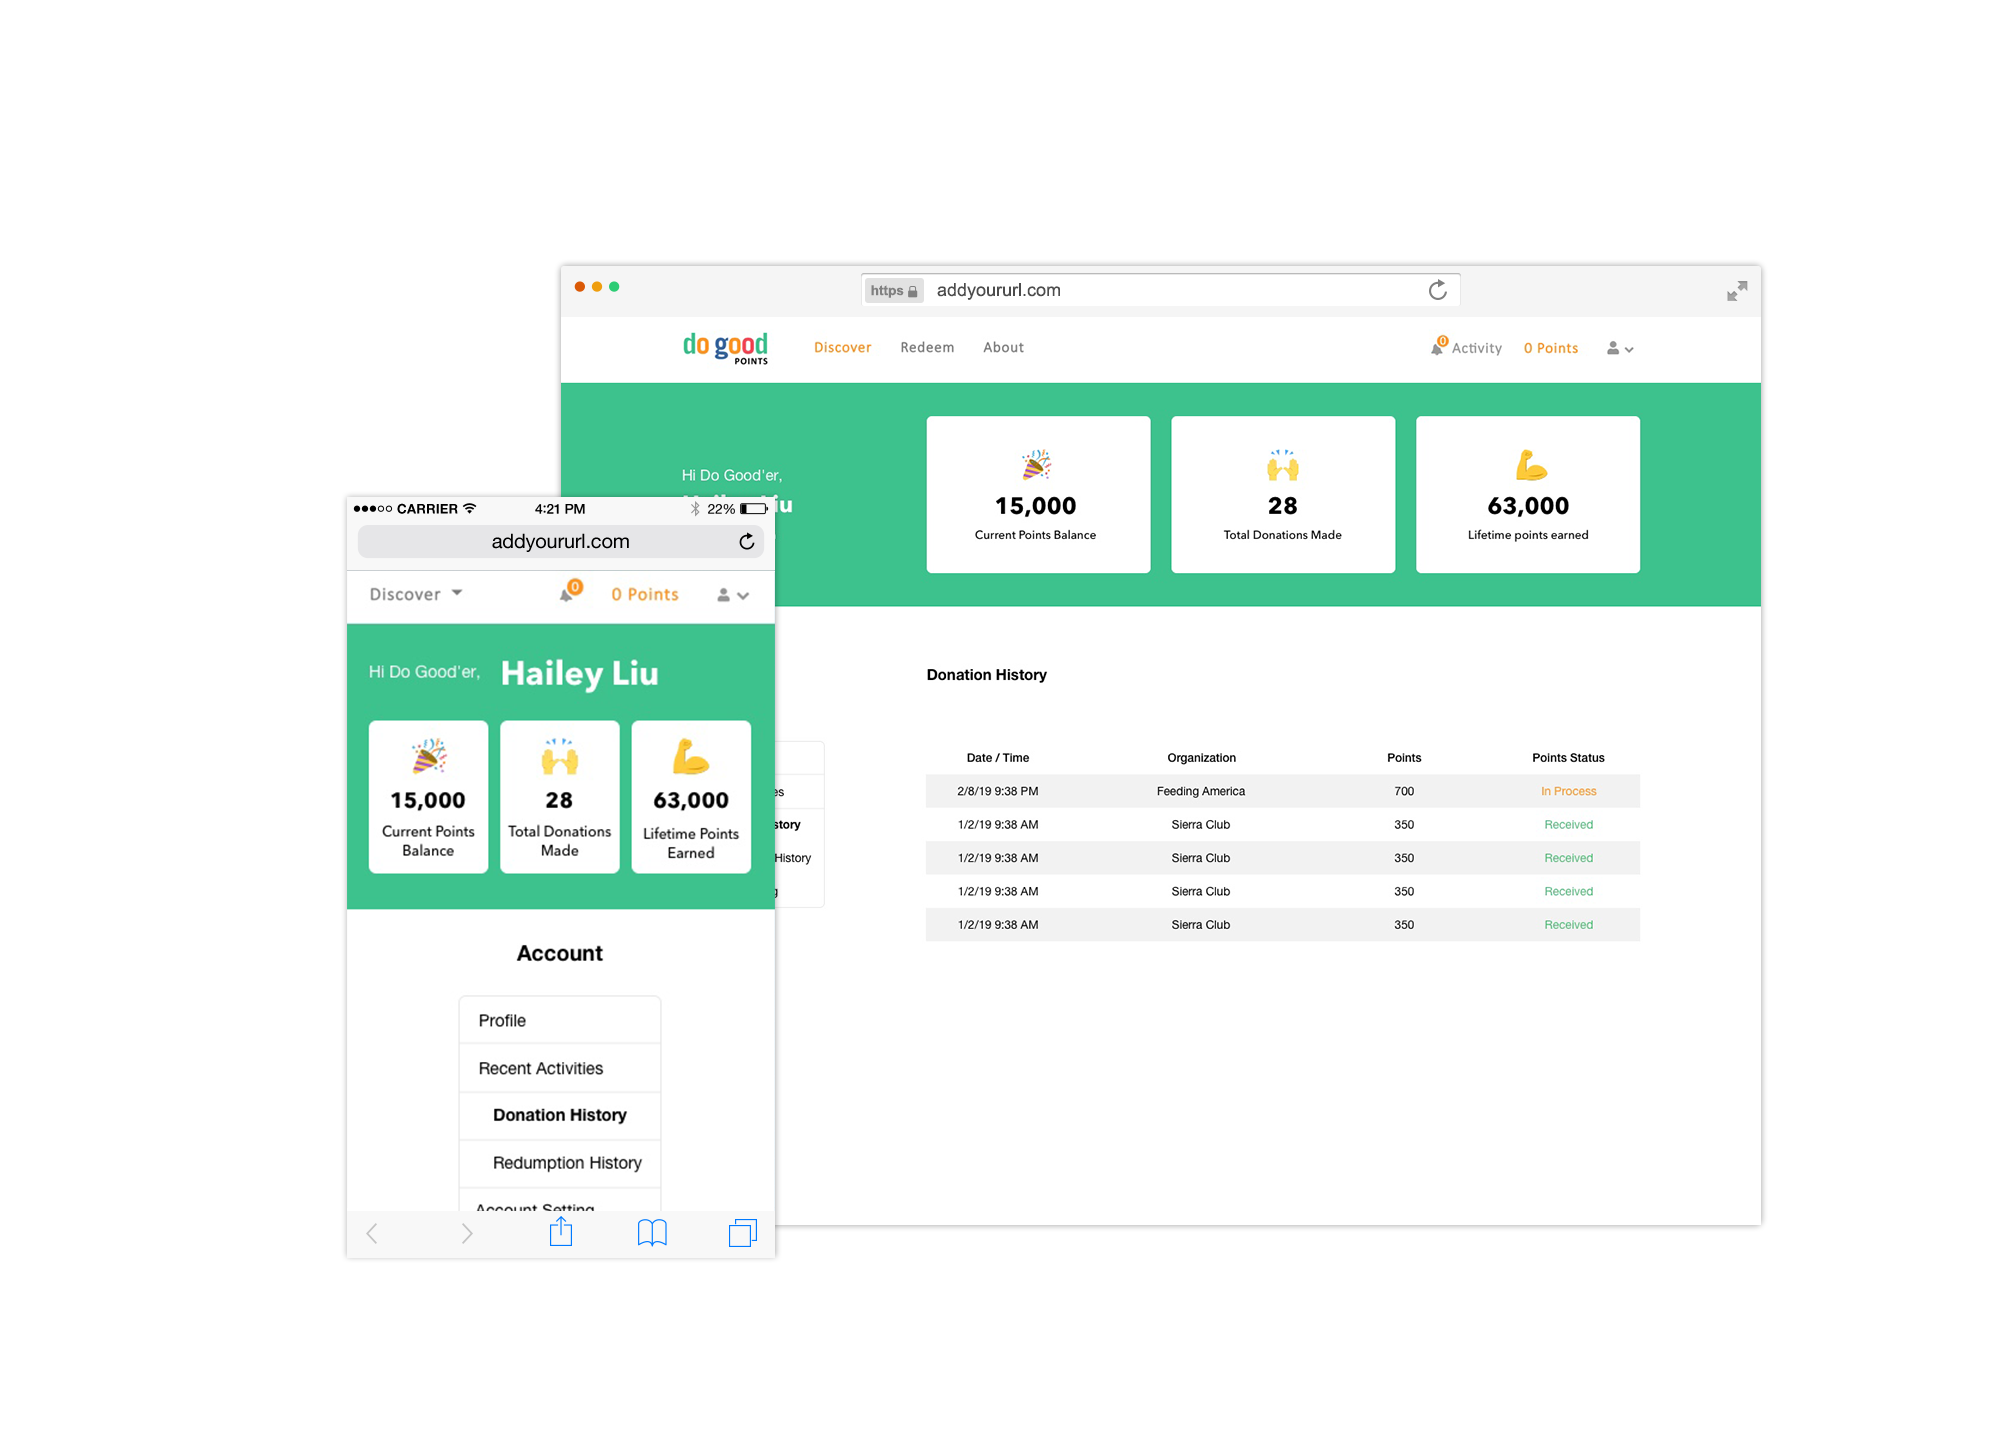 https addyoururl.com
do good
POINTS
Discover Redeem About
0
Activity 0 Points
Hi Do Good'er,
15,000
Current Points Balance
28
Total Donations Made
63,000
Lifetime points earned
Donation History
Date / Time Organization Points Points Status
2/8/19 9:38 PM Feeding America 700 In Process
1/2/19 9:38 AM Sierra Club 350 Received
1/2/19 9:38 AM Sierra Club 350 Received
1/2/19 9:38 AM Sierra Club 350 Received
1/2/19 9:38 AM Sierra Club 350 Received
History
CARRIER 4:21 PM 22%
addyoururl.com
Discover 0 0 Points
Hi Do Good'er, Hailey Liu
15,000
Current Points
Balance
28
Total Donations
Made
63,000
Lifetime Points
Earned
Account
Profile
Recent Activities
Donation History
Redumption History
Account Setting